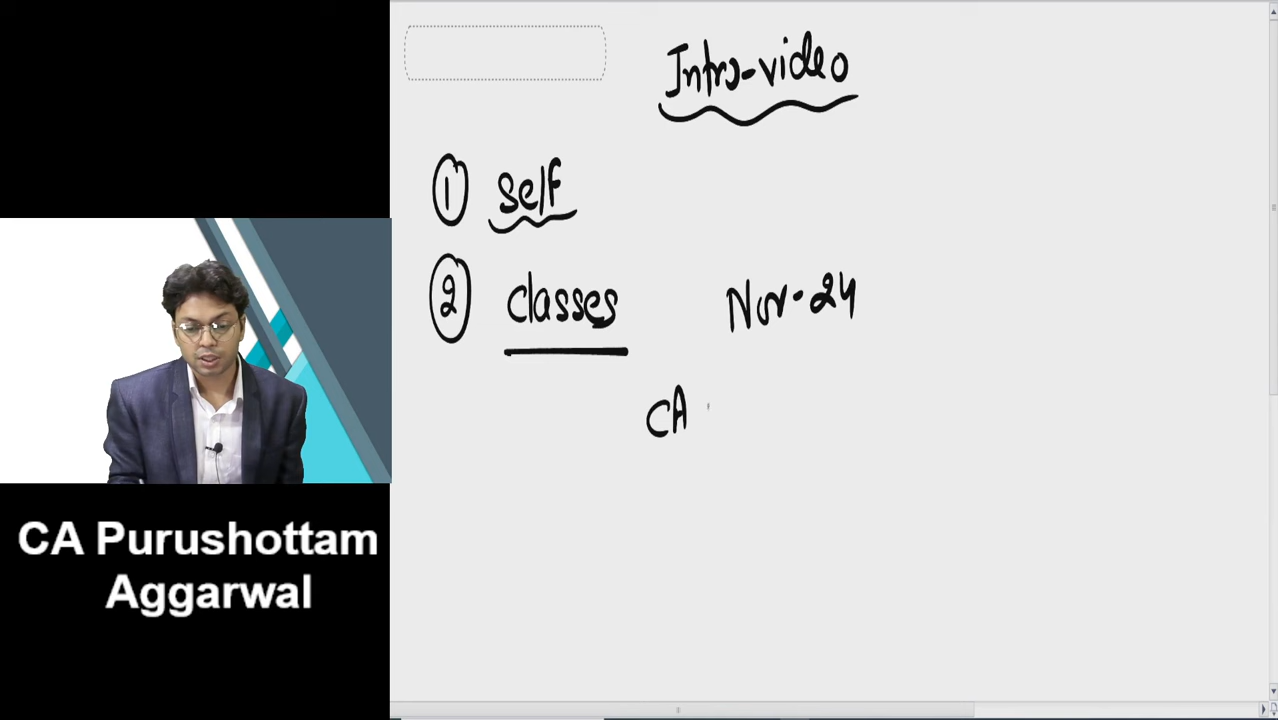 Intro-video
① Self
② Classes Nov-24
CA
CA Purushottam
Aggarwal